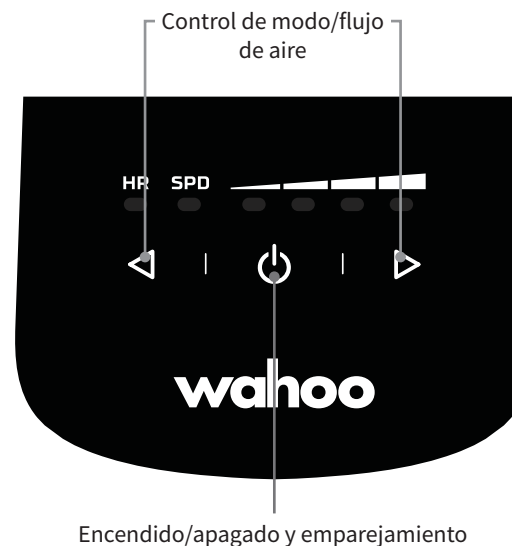 Control de modo/flujo
de aire
HR SPD
wahoo
Encendido/apagado y emparejamiento